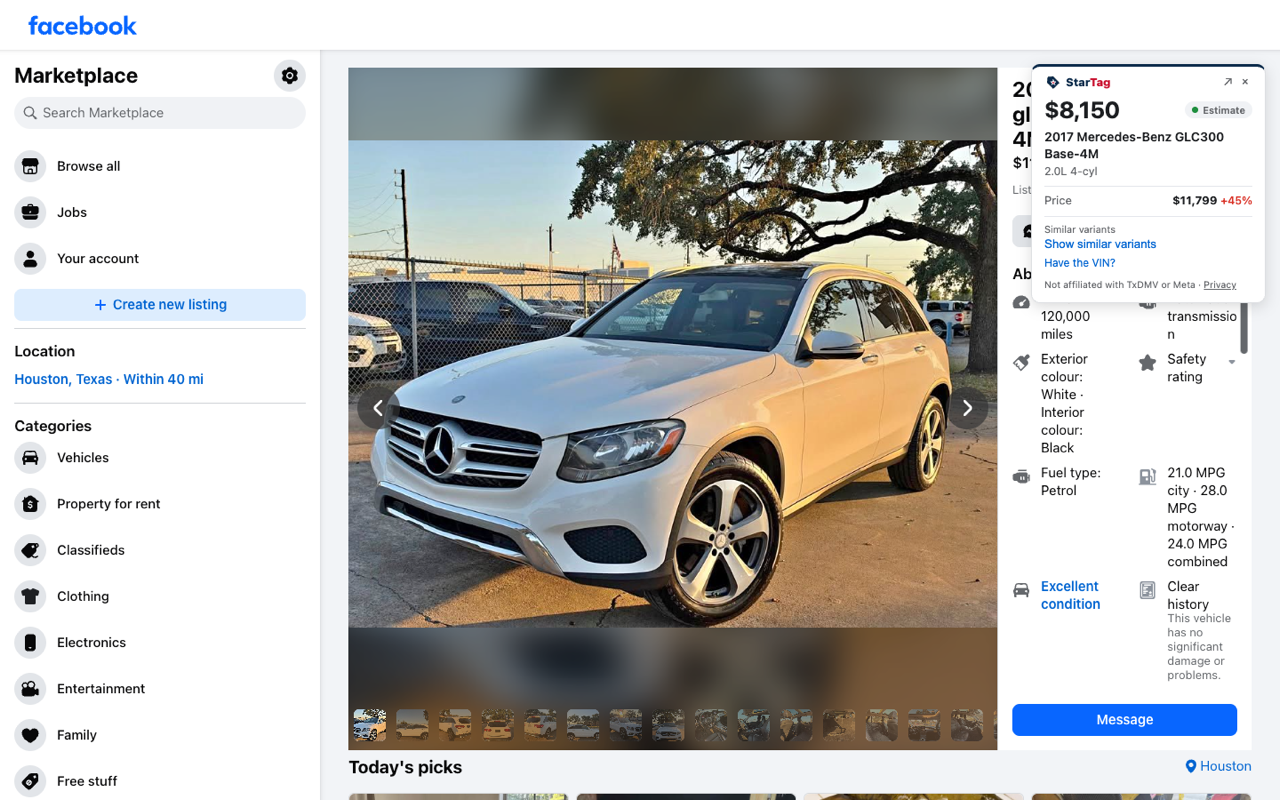 facebook
Marketplace
Search Marketplace
Browse all
Jobs
Your account
+ Create new listing
Location
Houston, Texas · Within 40 mi
Categories
Vehicles
Property for rent
Classifieds
Clothing
Electronics
Entertainment
Family
Free stuff
StarTag
$8,150
Estimate
2017 Mercedes-Benz GLC300
Base-4M
2.0L 4-cyl
Price
$11,799 +45%
Similar variants
Show similar variants
Have the VIN?
Not affiliated with TxDMV or Meta · Privacy
120,000
miles
transmissio
n
Exterior
colour:
White ·
Interior
colour:
Black
Safety
rating
Fuel type:
Petrol
21.0 MPG
city · 28.0
MPG
motorway ·
24.0 MPG
combined
Excellent
condition
Clear
history
This vehicle
has no
significant
damage or
problems.
Message
Today's picks
Houston